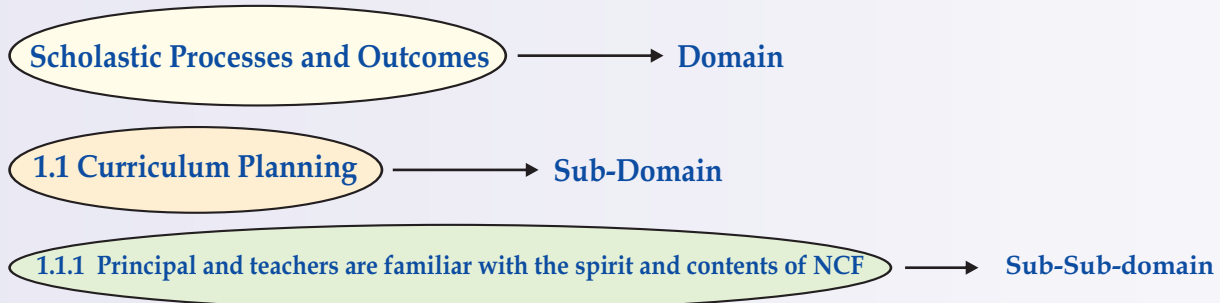 Scholastic Processes and Outcomes Domain
1.1 Curriculum Planning Sub-Domain
1.1.1 Principal and teachers are familiar with the spirit and contents of NCF Sub-Sub-domain